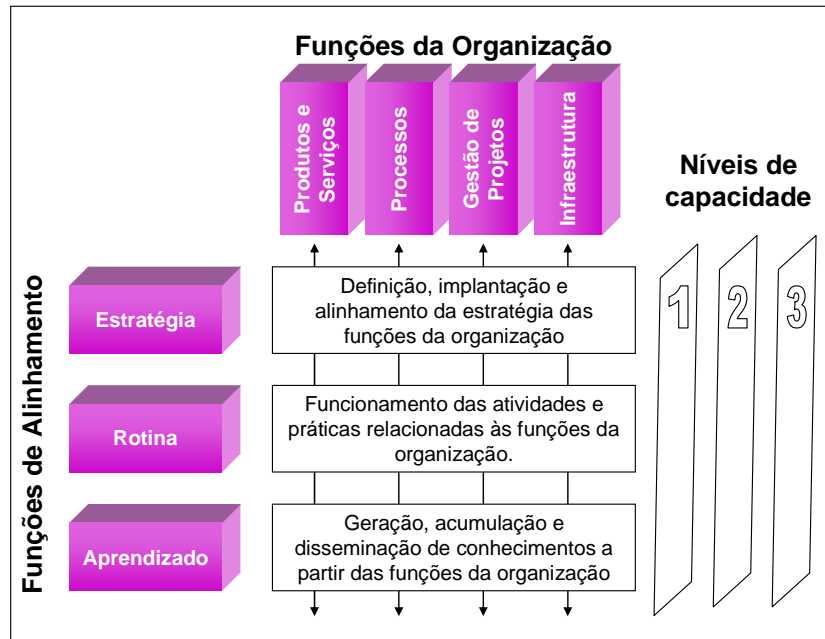 Funções da Organização
Produtos e
Serviços
Processos
Gestão de
Projetos
Infraestrutura
Níveis de
capacidade
Funções de Alinhamento
Estratégia
Definição, implantação e
alinhamento da estratégia das
funções da organização
1
2
3
Rotina
Funcionamento das atividades e
práticas relacionadas às funções da
organização.
Aprendizado
Geração, acumulação e
disseminação de conhecimentos a
partir das funções da organização